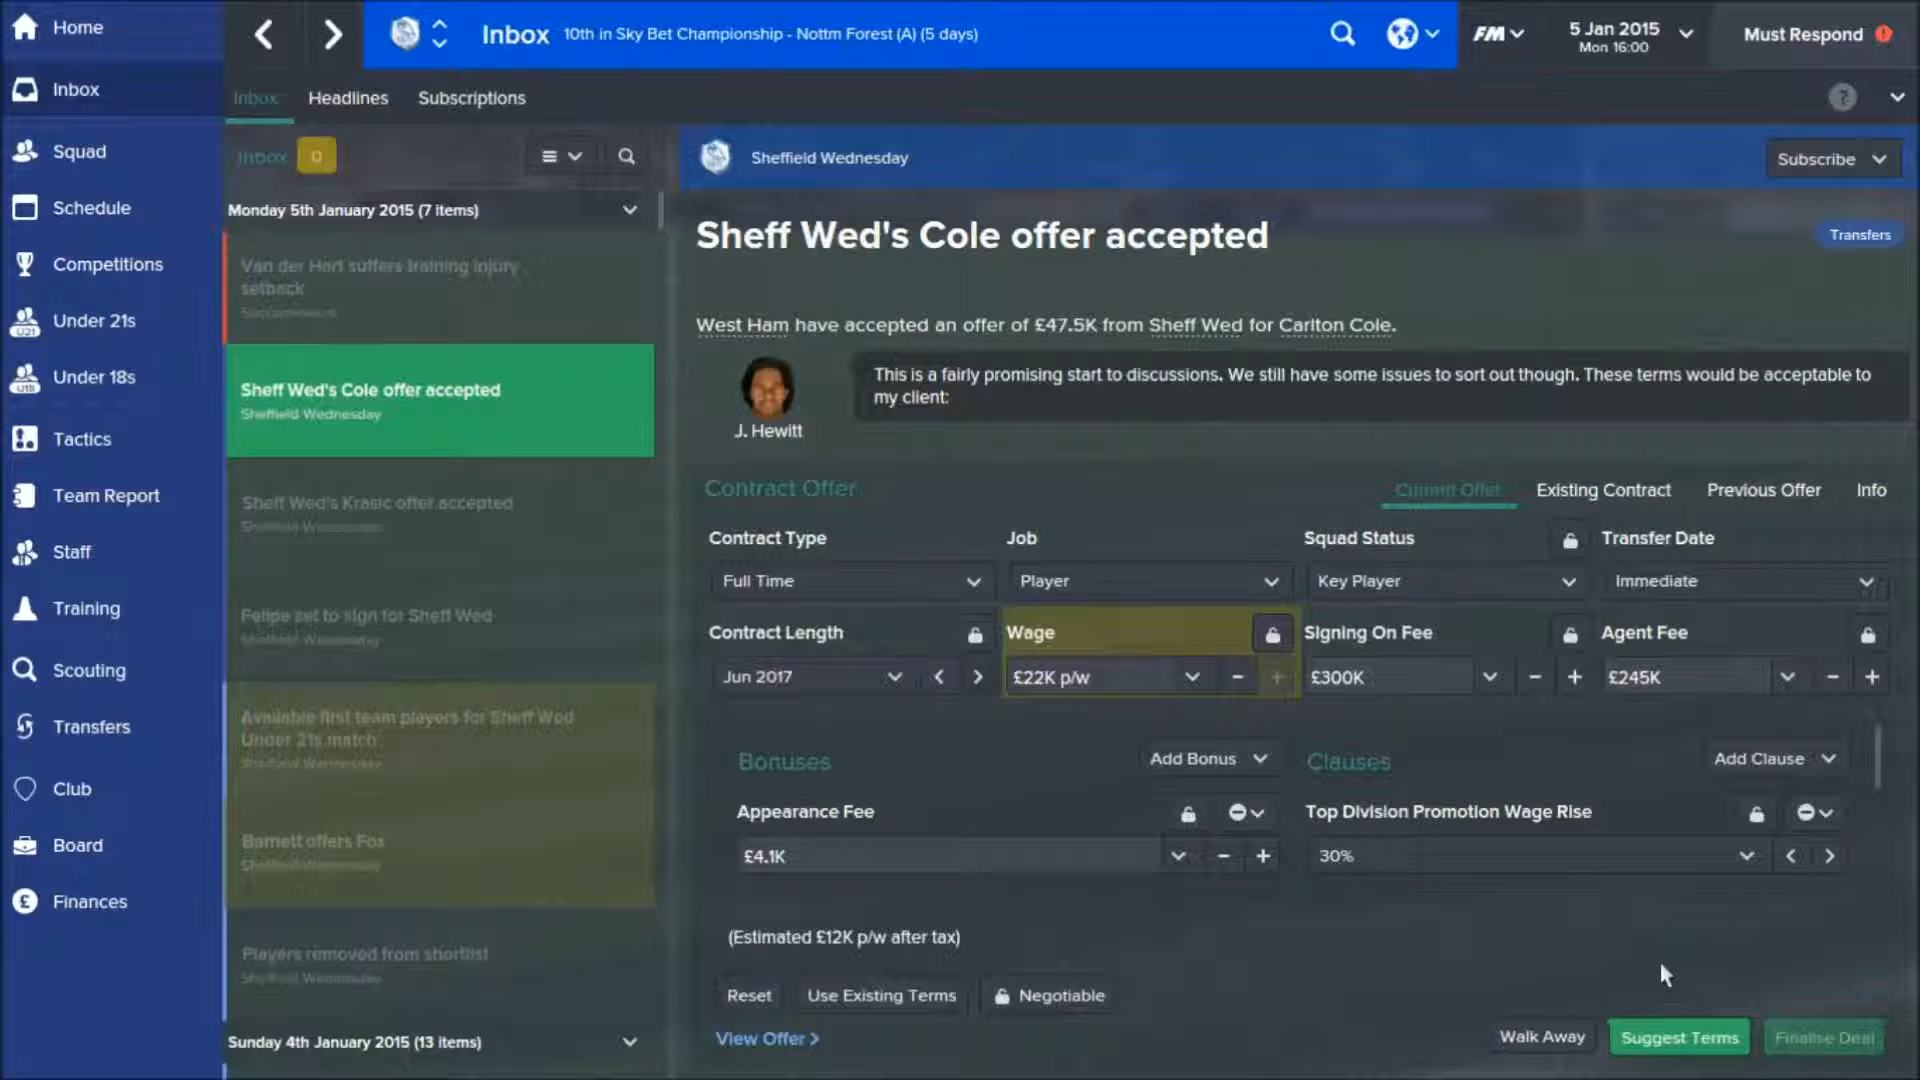 Home
Inbox
Squad
Schedule
Competitions
Under 21s
Under 18s
Tactics
Team Report
Staff
Training
Scouting
Transfers
Club
Board
Finances
Inbox 10th in Sky Bet Championship - Nottm Forest (A) (5 days)
FM
5 Jan 2015
Mon 16:00
Must Respond
Inbox Headlines Subscriptions
Inbox 0
Monday 5th January 2015 (7 items)
Van der Hart suffers training injury
setback
Sheff Wed's Cole offer accepted
Sheffield Wednesday
Sheff Wed's Krasic offer accepted
Sheffield Wednesday
Felipe set to sign for Sheff Wed
Sheffield Wednesday
Available first team players for Sheff Wed
Under 21s match
Sheffield Wednesday
Barnett offers Fox
Sheffield Wednesday
Players removed from shortlist
Sheffield Wednesday
Sunday 4th January 2015 (13 items)
Sheffield Wednesday
Subscribe
Sheff Wed's Cole offer accepted
Transfers
West Ham have accepted an offer of £47.5K from Sheff Wed for Carlton Cole.
This is a fairly promising start to discussions. We still have some issues to sort out though. These terms would be acceptable to
my client:
J. Hewitt
Contract Offer
Current Offer Existing Contract Previous Offer Info
Contract Type Job Squad Status Transfer Date
Full Time Player Key Player Immediate
Contract Length Wage Signing On Fee Agent Fee
Jun 2017 £22K p/w £300K £245K
Bonuses Add Bonus Clauses Add Clause
Appearance Fee Top Division Promotion Wage Rise
£4.1K 30%
(Estimated £12K p/w after tax)
Reset Use Existing Terms Negotiable
View Offer >
Walk Away Suggest Terms Finalise Deal